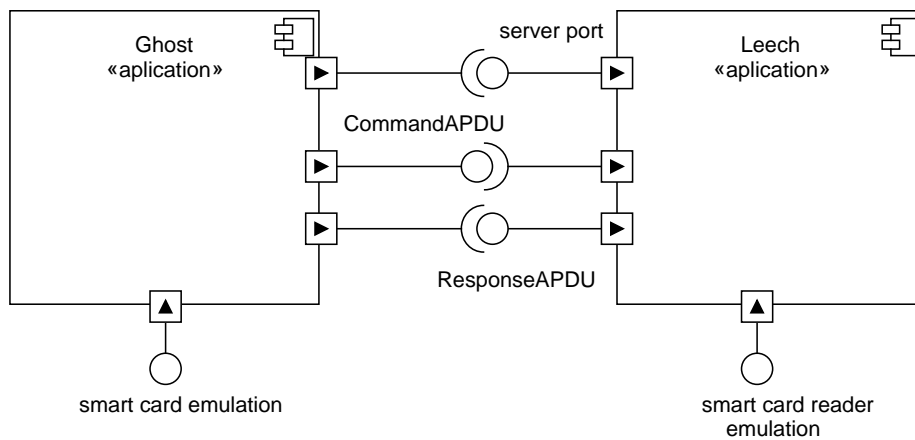 Ghost
«aplication»
server port
Leech
«aplication»
CommandAPDU
ResponseAPDU
smart card emulation
smart card reader
emulation